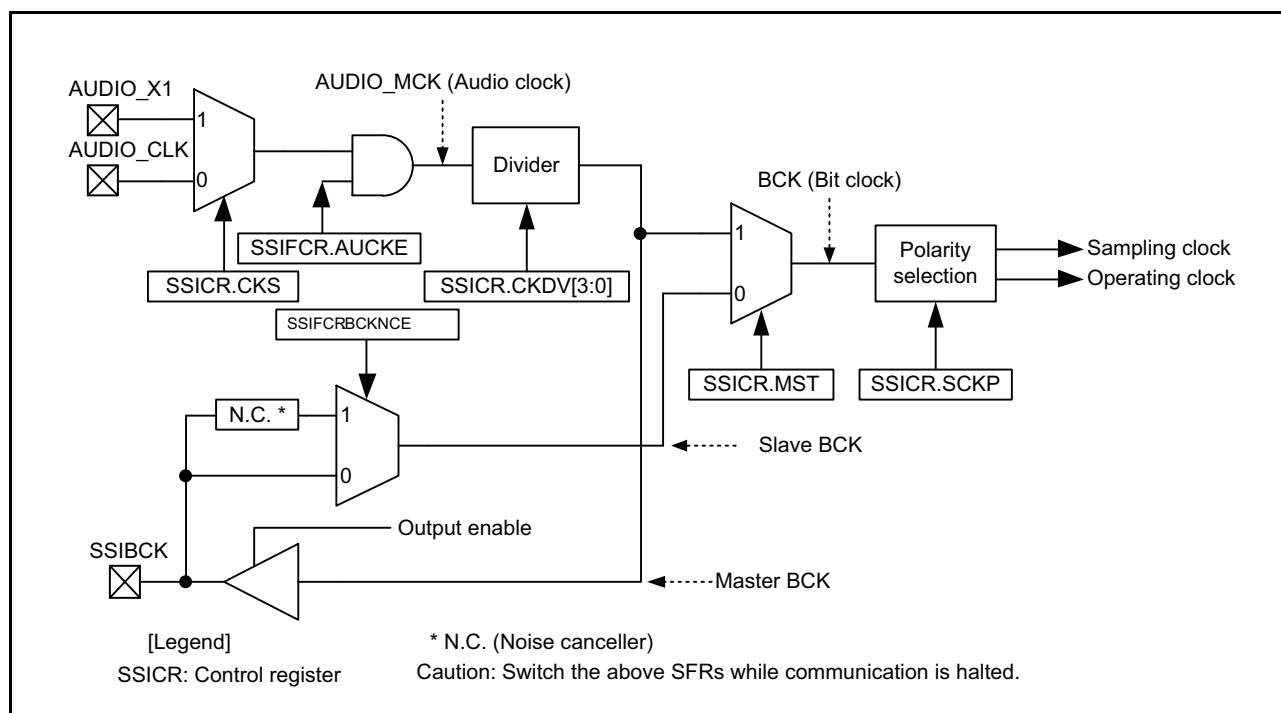 AUDIO_X1
AUDIO_MCK (Audio clock)
1
AUDIO_CLK
0
Divider
BCK (Bit clock)
SSIFCR.AUCKE
SSICR.CKS
SSICR.CKDV[3:0]
1
0
Polarity
selection
Sampling clock
Operating clock
SSIFCRBCKNCE
SSICR.MST
SSICR.SCKP
N.C. *
1
0
Slave BCK
Output enable
SSIBCK
Master BCK
[Legend]
* N.C. (Noise canceller)
SSICR: Control register
Caution: Switch the above SFRs while communication is halted.